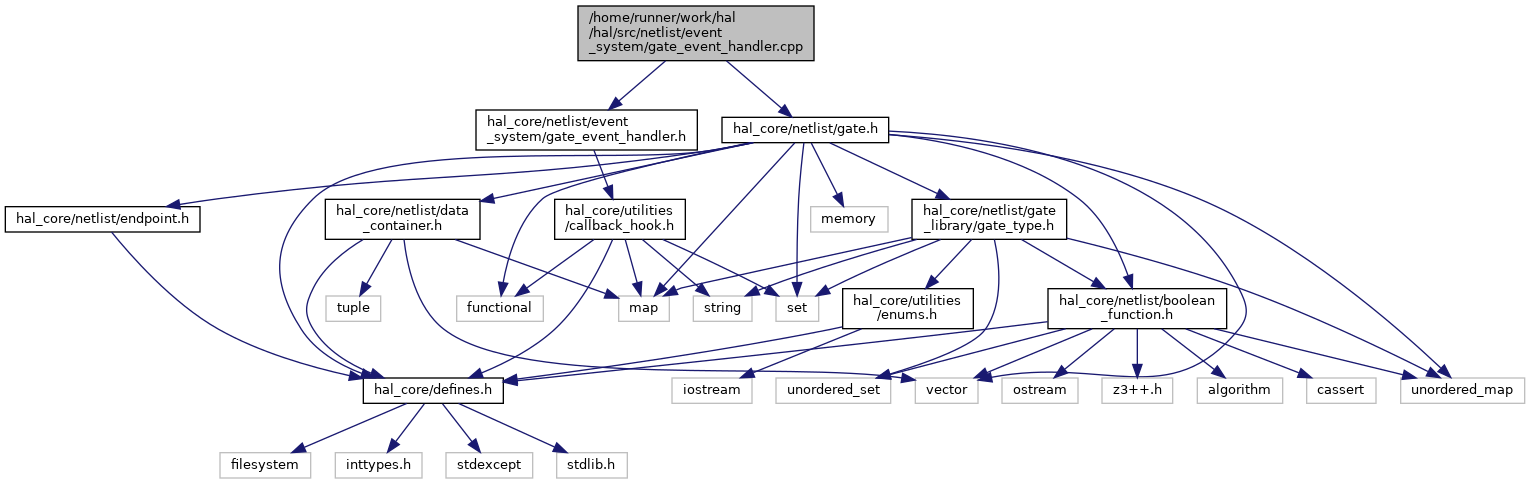 /home/runner/work/hal
/hal/src/netlist/event
_system/gate_event_handler.cpp
hal_core/netlist/event
_system/gate_event_handler.h
hal_core/netlist/gate.h
hal_core/netlist/endpoint.h
hal_core/netlist/data
_container.h
hal_core/utilities
/callback_hook.h
memory
hal_core/netlist/gate
_library/gate_type.h
tuple
functional
map
string
set
hal_core/utilities
/enums.h
hal_core/netlist/boolean
_function.h
hal_core/defines.h
iostream
unordered_set
vector
ostream
z3++.h
algorithm
cassert
unordered_map
filesystem
inttypes.h
stdexcept
stdlib.h